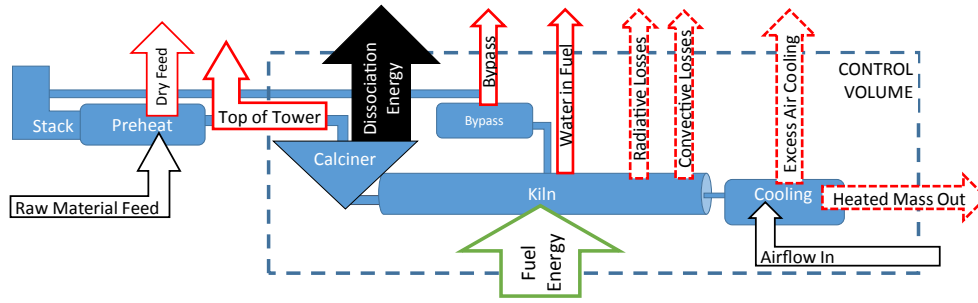 Dry Feed
Dissociation
Energy
Bypass
Water in Fuel
Radiative Losses
Convective Losses
Excess Air Cooling
CONTROL
VOLUME
Stack
Preheat
Top of Tower
Bypass
Calciner
Kiln
Cooling
Heated Mass Out
Raw Material Feed
Fuel
Energy
Airflow In